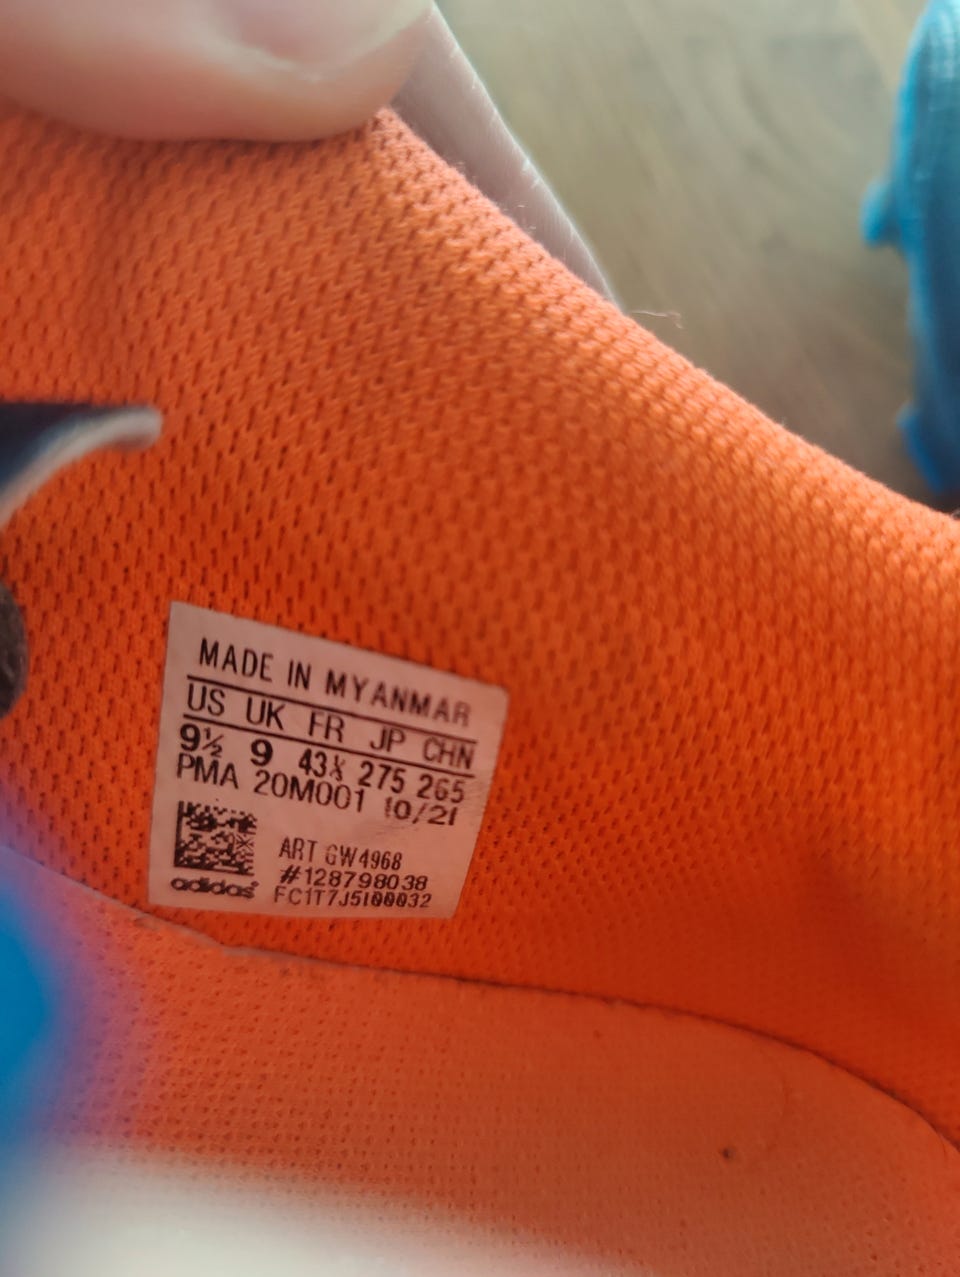 MADE IN MYANMAR
US UK FR JP CHN
9½ 9 43⅓ 275 265
PMA 20M001 10/21
ART GW4968
#128798038
adidas FC1T7J5I00032